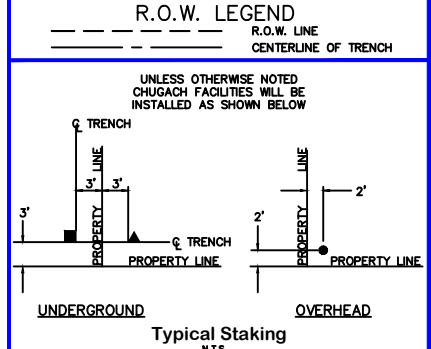 R.O.W. LEGEND
R.O.W. LINE
CENTERLINE OF TRENCH
UNLESS OTHERWISE NOTED
CHUGACH FACILITIES WILL BE
INSTALLED AS SHOWN BELOW
℄ TRENCH
PROPERTY LINE
3' 3'
3'
℄ TRENCH
PROPERTY LINE
UNDERGROUND
PROPERTY LINE
2'
2'
PROPERTY LINE
OVERHEAD
Typical Staking
N.T.S.